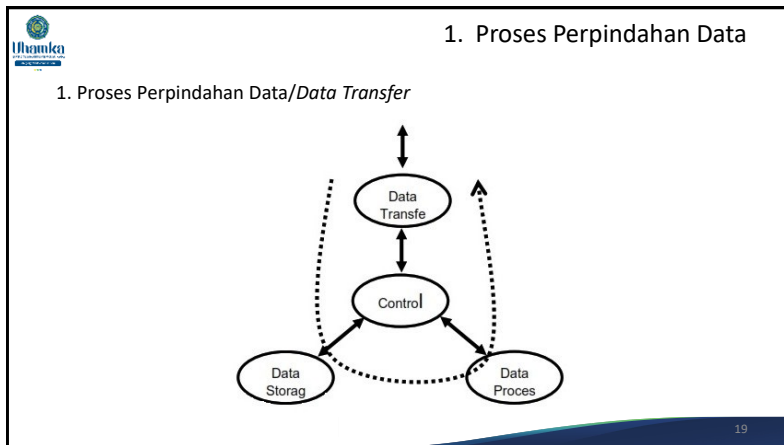 Uhamka
1. Proses Perpindahan Data
1. Proses Perpindahan Data/Data Transfer
Data
Transfe
Control
Data
Storag
Data
Proces
19